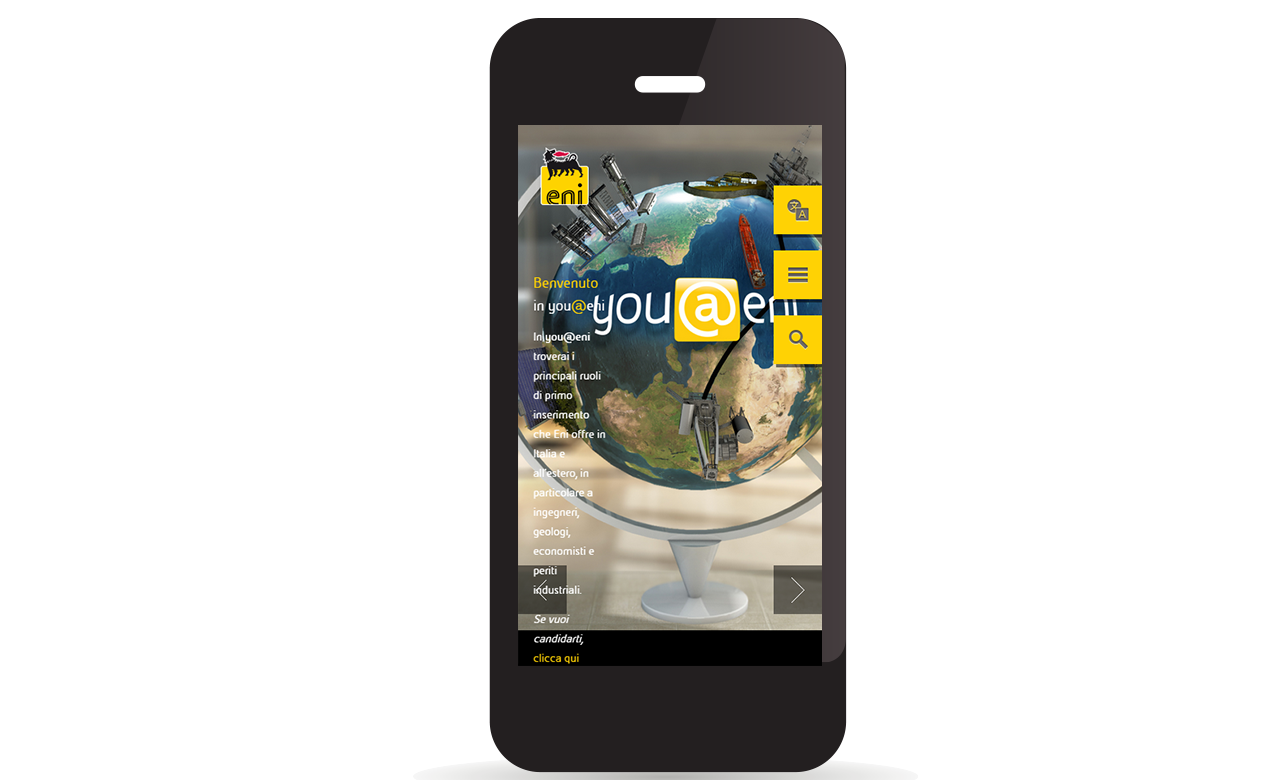 eni
Benvenuto
in you@eni
you@eni
In you@eni
troverai i
principali ruoli
di primo
inserimento
che Eni offre in
Italia e
all'estero, in
particolare a
ingegneri,
geologi,
economisti e
periti
industriali.
Se vuoi
candidarti,
clicca qui